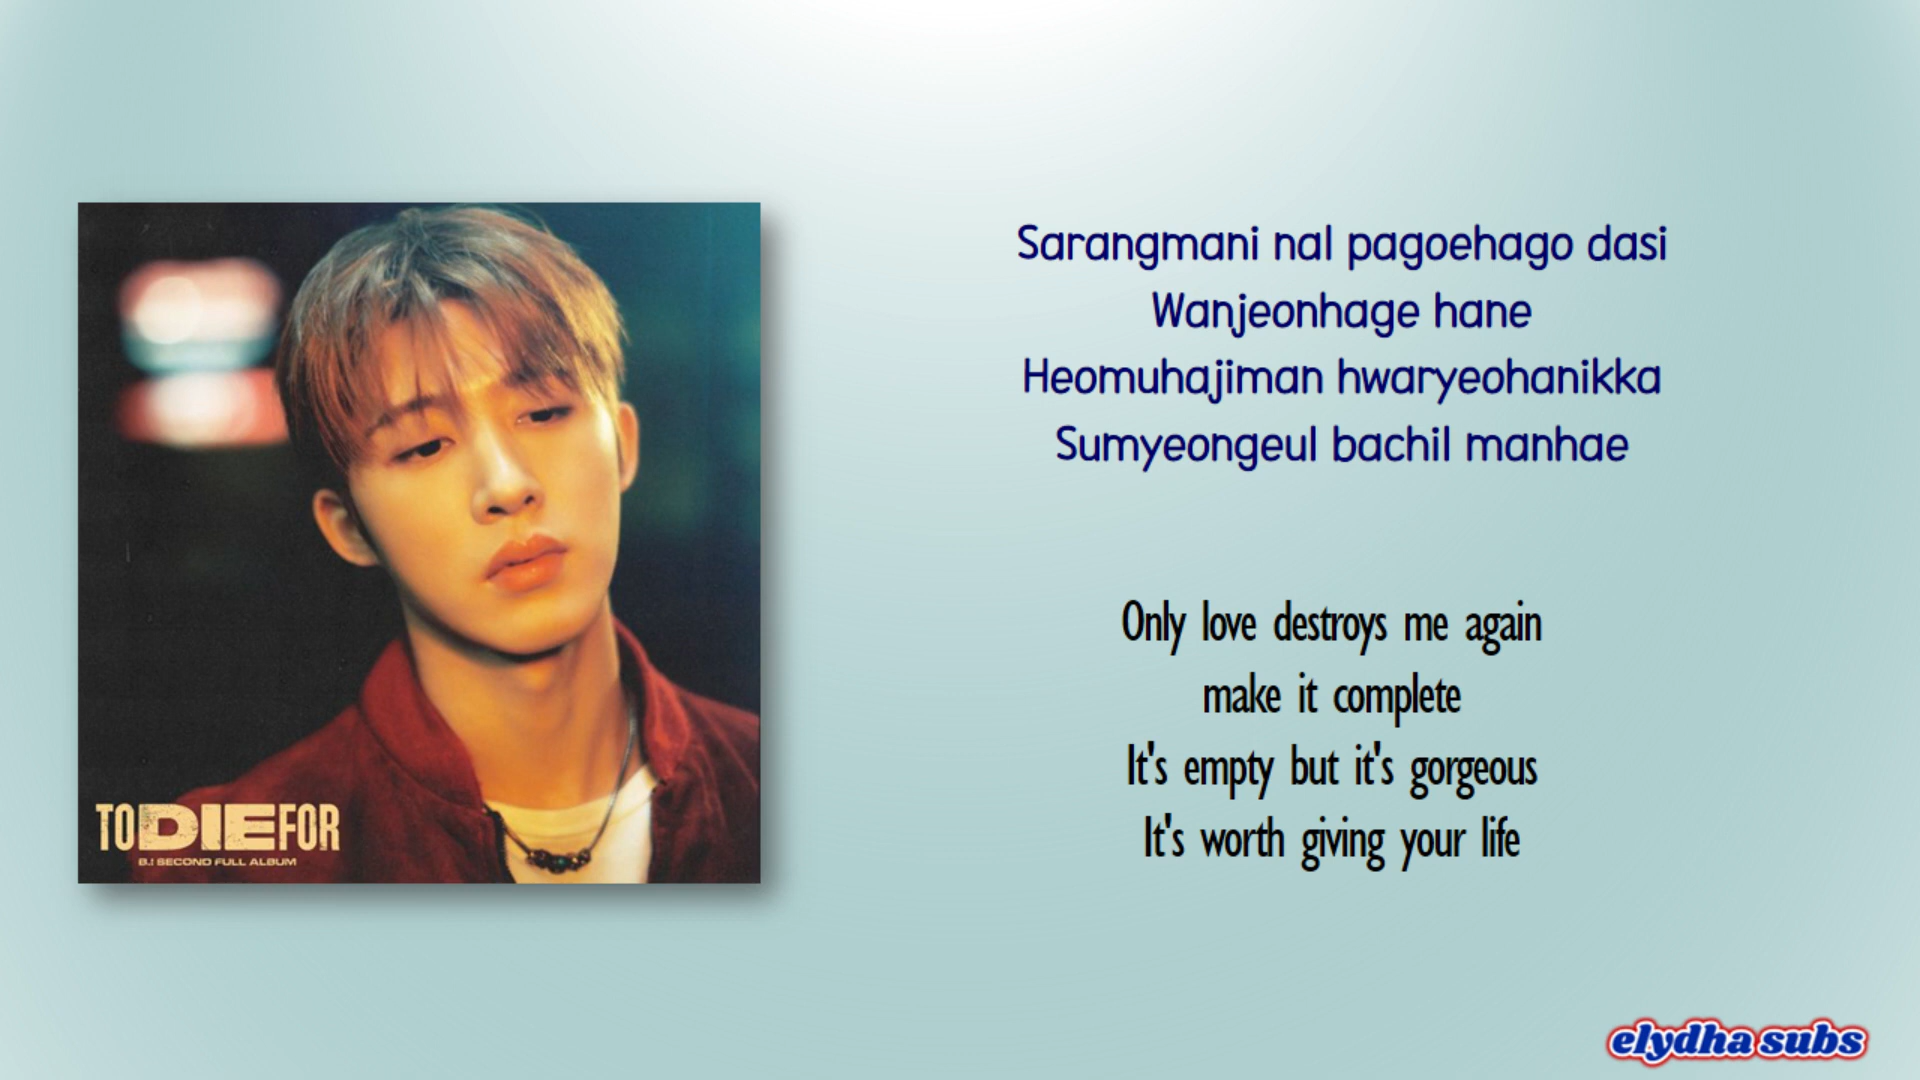 Sarangmani nal pagoehago dasi
Wanjeonhage hane
Heomuhajiman hwaryeohanikka
Sumyeongeul bachil manhae
Only love destroys me again
make it complete
It's empty but it's gorgeous
It's worth giving your life
TO DIE FOR
B.I SECOND FULL ALBUM
elydha subs